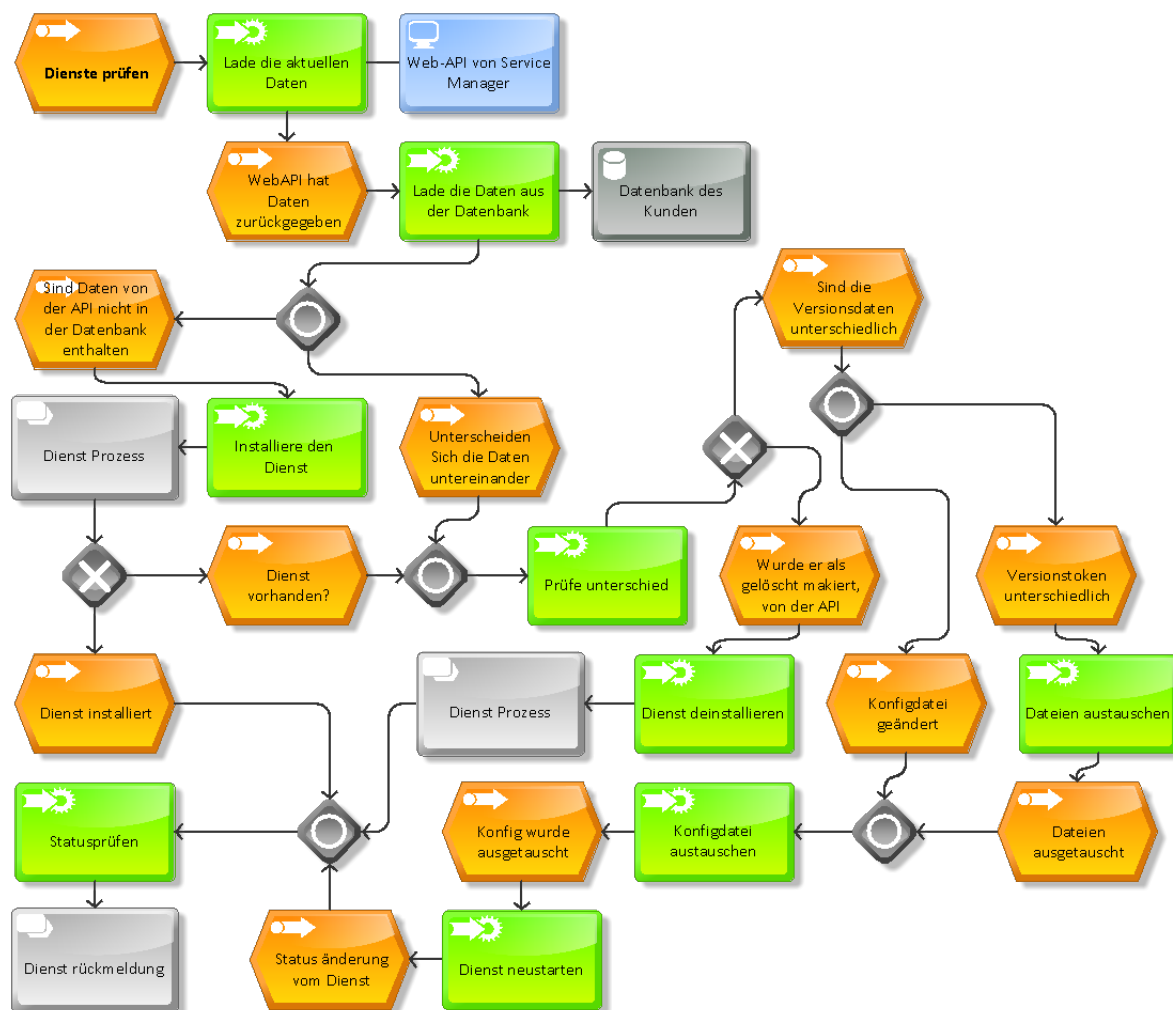 Dienste prüfen
Lade die aktuellen
Daten
Web-API von Service
Manager
WebAPI hat
Daten
zurückgegeben
Lade die Daten aus
der Datenbank
Datenbank des
Kunden
Sind Daten von
der API nicht in
der Datenbank
enthalten
Sind die
Versionsdaten
unterschiedlich
Dienst Prozess
Installiere den
Dienst
Unterscheiden
Sich die Daten
untereinander
Dienst
vorhanden?
Prüfe unterschied
Wurde er als
gelöscht makiert,
von der API
Versionstoken
unterschiedlich
Dienst installiert
Dienst Prozess
Dienst deinstallieren
Konfigdatei
geändert
Dateien austauschen
Statusprüfen
Konfig wurde
ausgetauscht
Konfigdatei
austauschen
Dateien
ausgetauscht
Dienst rückmeldung
Status änderung
vom Dienst
Dienst neustarten